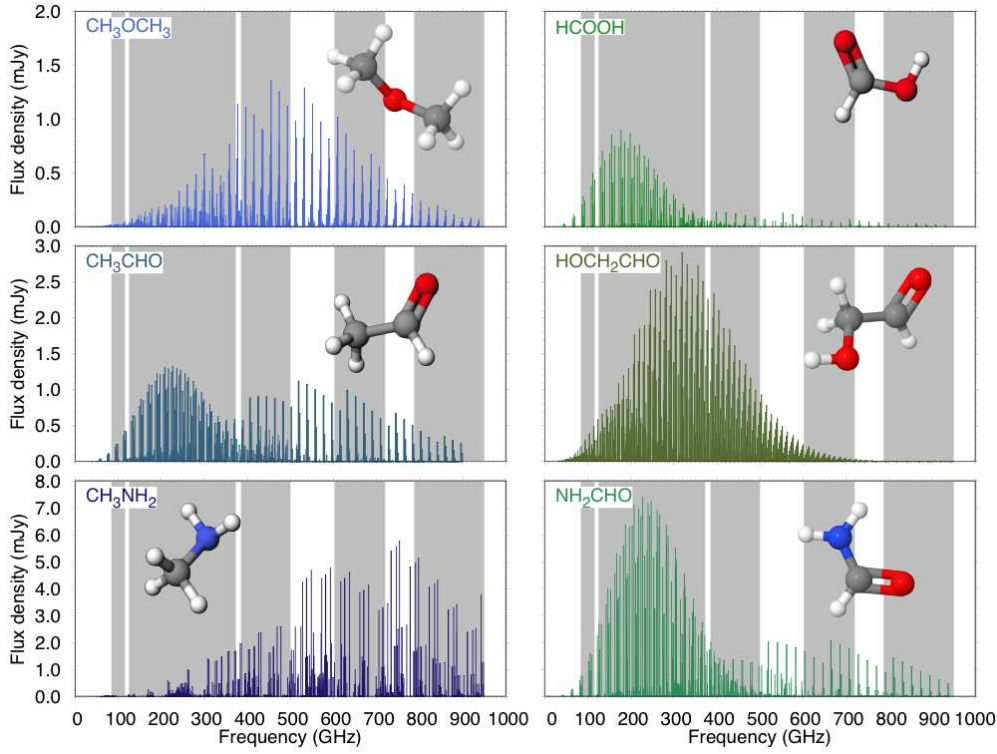 2.0
1.5
1.0
0.5
0.0
Flux density (mJy)
CH₃OCH₃
HCOOH
3.0
2.5
2.0
1.5
1.0
0.5
0.0
Flux density (mJy)
CH₃CHO
HOCH₂CHO
8.0
7.0
6.0
5.0
4.0
3.0
2.0
1.0
0.0
Flux density (mJy)
CH₃NH₂
NH₂CHO
0 100 200 300 400 500 600 700 800 900 1000
Frequency (GHz)
0 100 200 300 400 500 600 700 800 900 1000
Frequency (GHz)